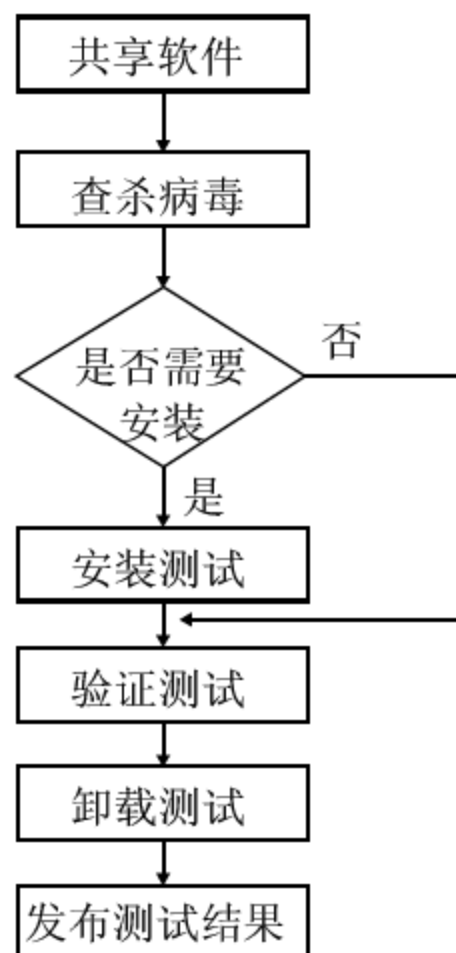 共享软件
查杀病毒
是否需要
安装
否
是
安装测试
验证测试
卸载测试
发布测试结果